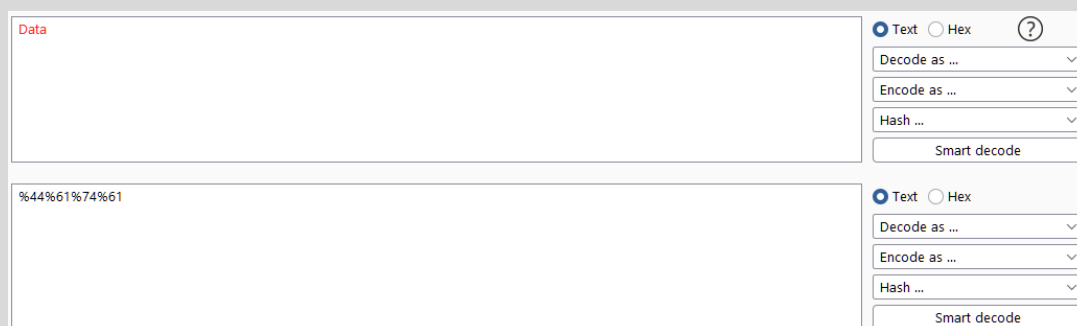 Data
Text Hex ?
Decode as ...
Encode as ...
Hash ...
Smart decode
%44%61%74%61
Text Hex
Decode as ...
Encode as ...
Hash ...
Smart decode